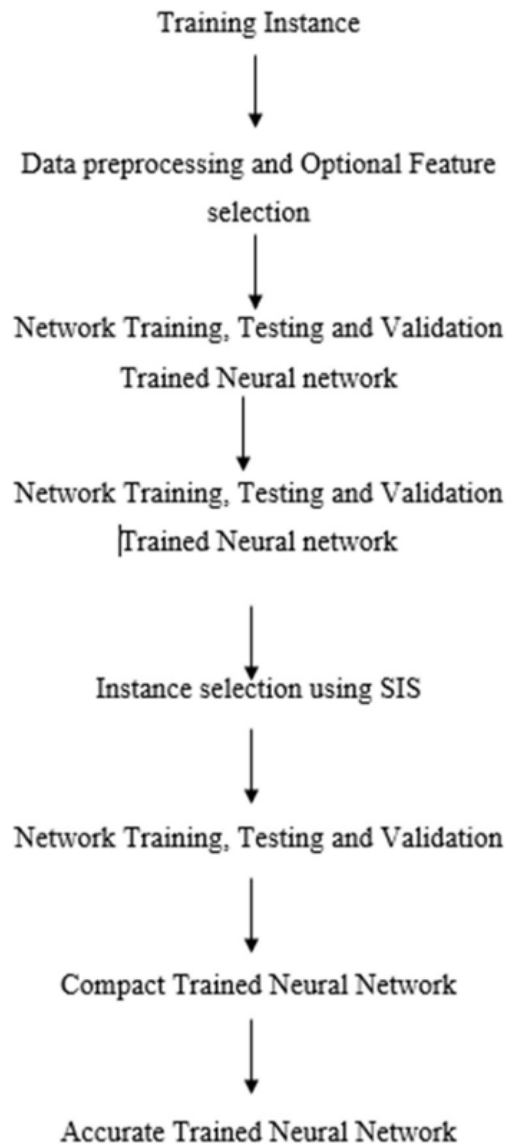 Training Instance
Data preprocessing and Optional Feature
selection
Network Training, Testing and Validation
Trained Neural network
Network Training, Testing and Validation
Trained Neural network
Instance selection using SIS
Network Training, Testing and Validation
Compact Trained Neural Network
Accurate Trained Neural Network